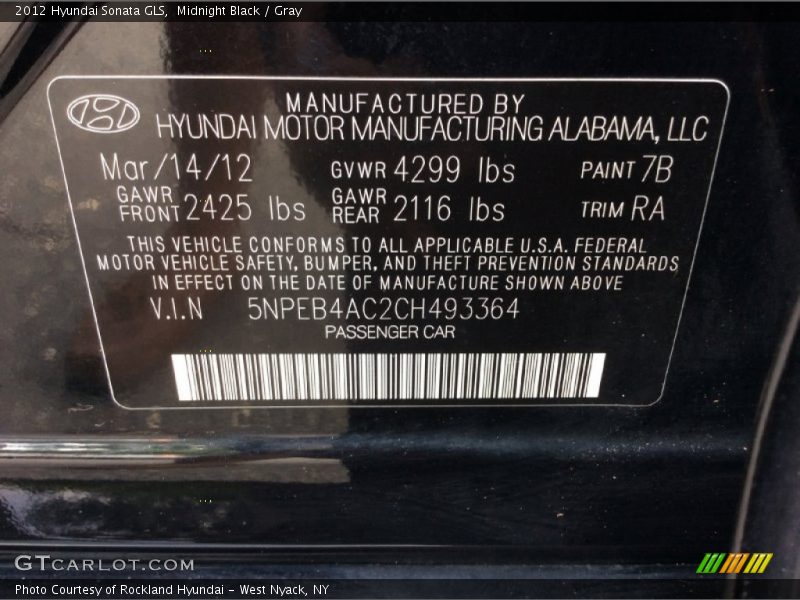 2012 Hyundai Sonata GLS,  Midnight Black / Gray
MANUFACTURED BY
HYUNDAI MOTOR MANUFACTURING ALABAMA, LLC
Mar/14/12 GVWR 4299 lbs PAINT 7B
GAWR FRONT 2425 lbs GAWR REAR 2116 lbs TRIM RA
THIS VEHICLE CONFORMS TO ALL APPLICABLE U.S.A. FEDERAL
MOTOR VEHICLE SAFETY, BUMPER, AND THEFT PREVENTION STANDARDS
IN EFFECT ON THE DATE OF MANUFACTURE SHOWN ABOVE
V.I.N 5NPEB4AC2CH493364
PASSENGER CAR
GTCARLOT.COM
Photo Courtesy of Rockland Hyundai - West Nyack, NY